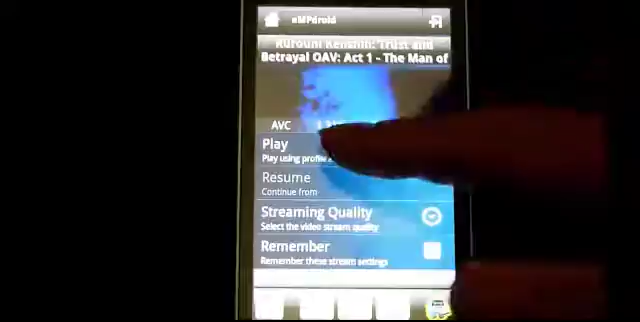 aMPdroid
Rurouni Kenshin: Trust and
Betrayal OAV: Act 1 - The Man of
AVC
Play
Play using profile
Resume
Continue from
Streaming Quality
Select the video stream quality
Remember
Remember these stream settings